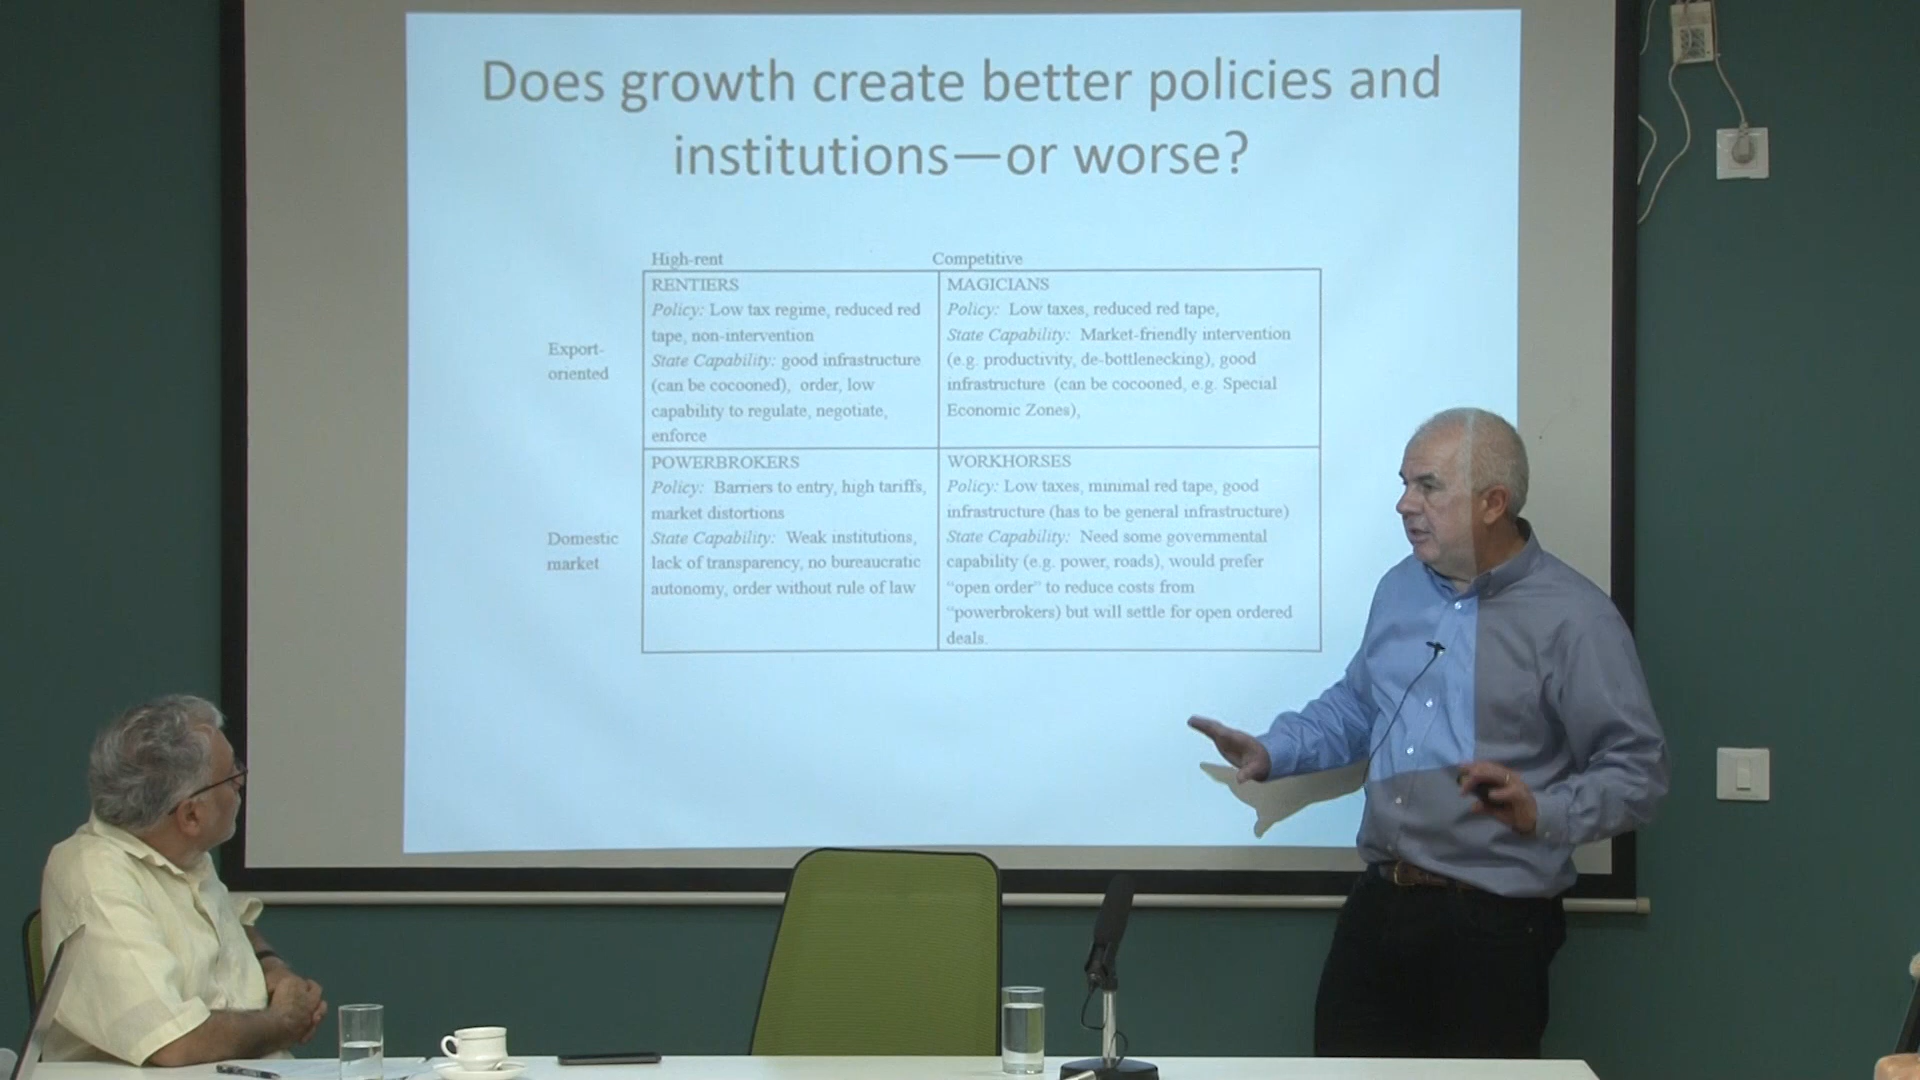 Does growth create better policies and
institutions—or worse?
High-rent
Competitive
Export-
oriented
RENTIERS
Policy: Low tax regime, reduced red
tape, non-intervention
State Capability: good infrastructure
(can be cocooned), order, low
capability to regulate, negotiate,
enforce
MAGICIANS
Policy: Low taxes, reduced red tape,
State Capability: Market-friendly intervention
(e.g. productivity, de-bottlenecking), good
infrastructure (can be cocooned, e.g. Special
Economic Zones),
Domestic
market
POWERBROKERS
Policy: Barriers to entry, high tariffs,
market distortions
State Capability: Weak institutions,
lack of transparency, no bureaucratic
autonomy, order without rule of law
WORKHORSES
Policy: Low taxes, minimal red tape, good
infrastructure (has to be general infrastructure)
State Capability: Need some governmental
capability (e.g. power, roads), would prefer
“open order” to reduce costs from
“powerbrokers) but will settle for open ordered
deals.